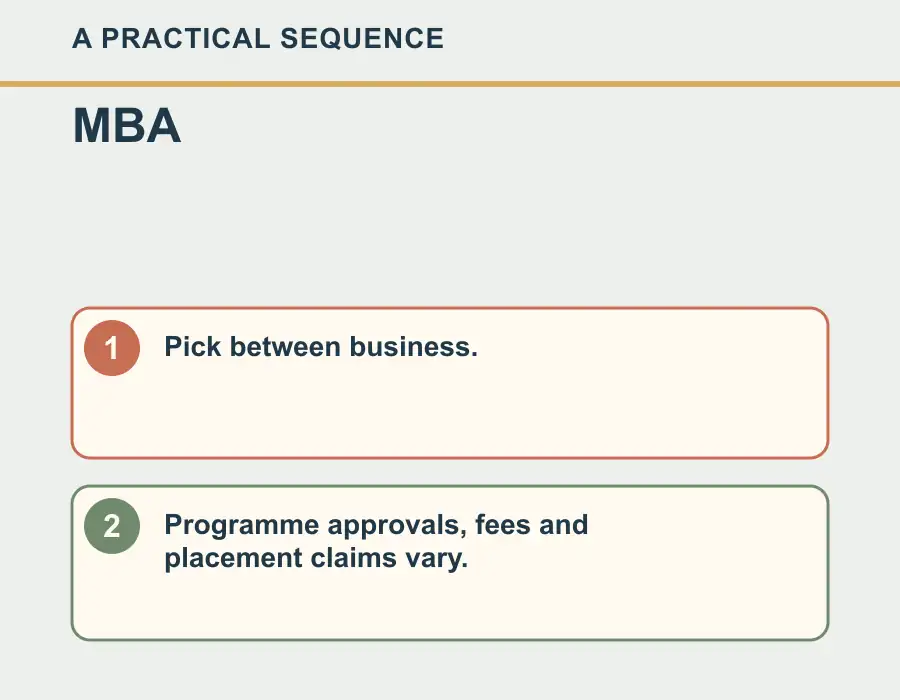 A PRACTICAL SEQUENCE
MBA
1
Pick between business.
2
Programme approvals, fees and
placement claims vary.